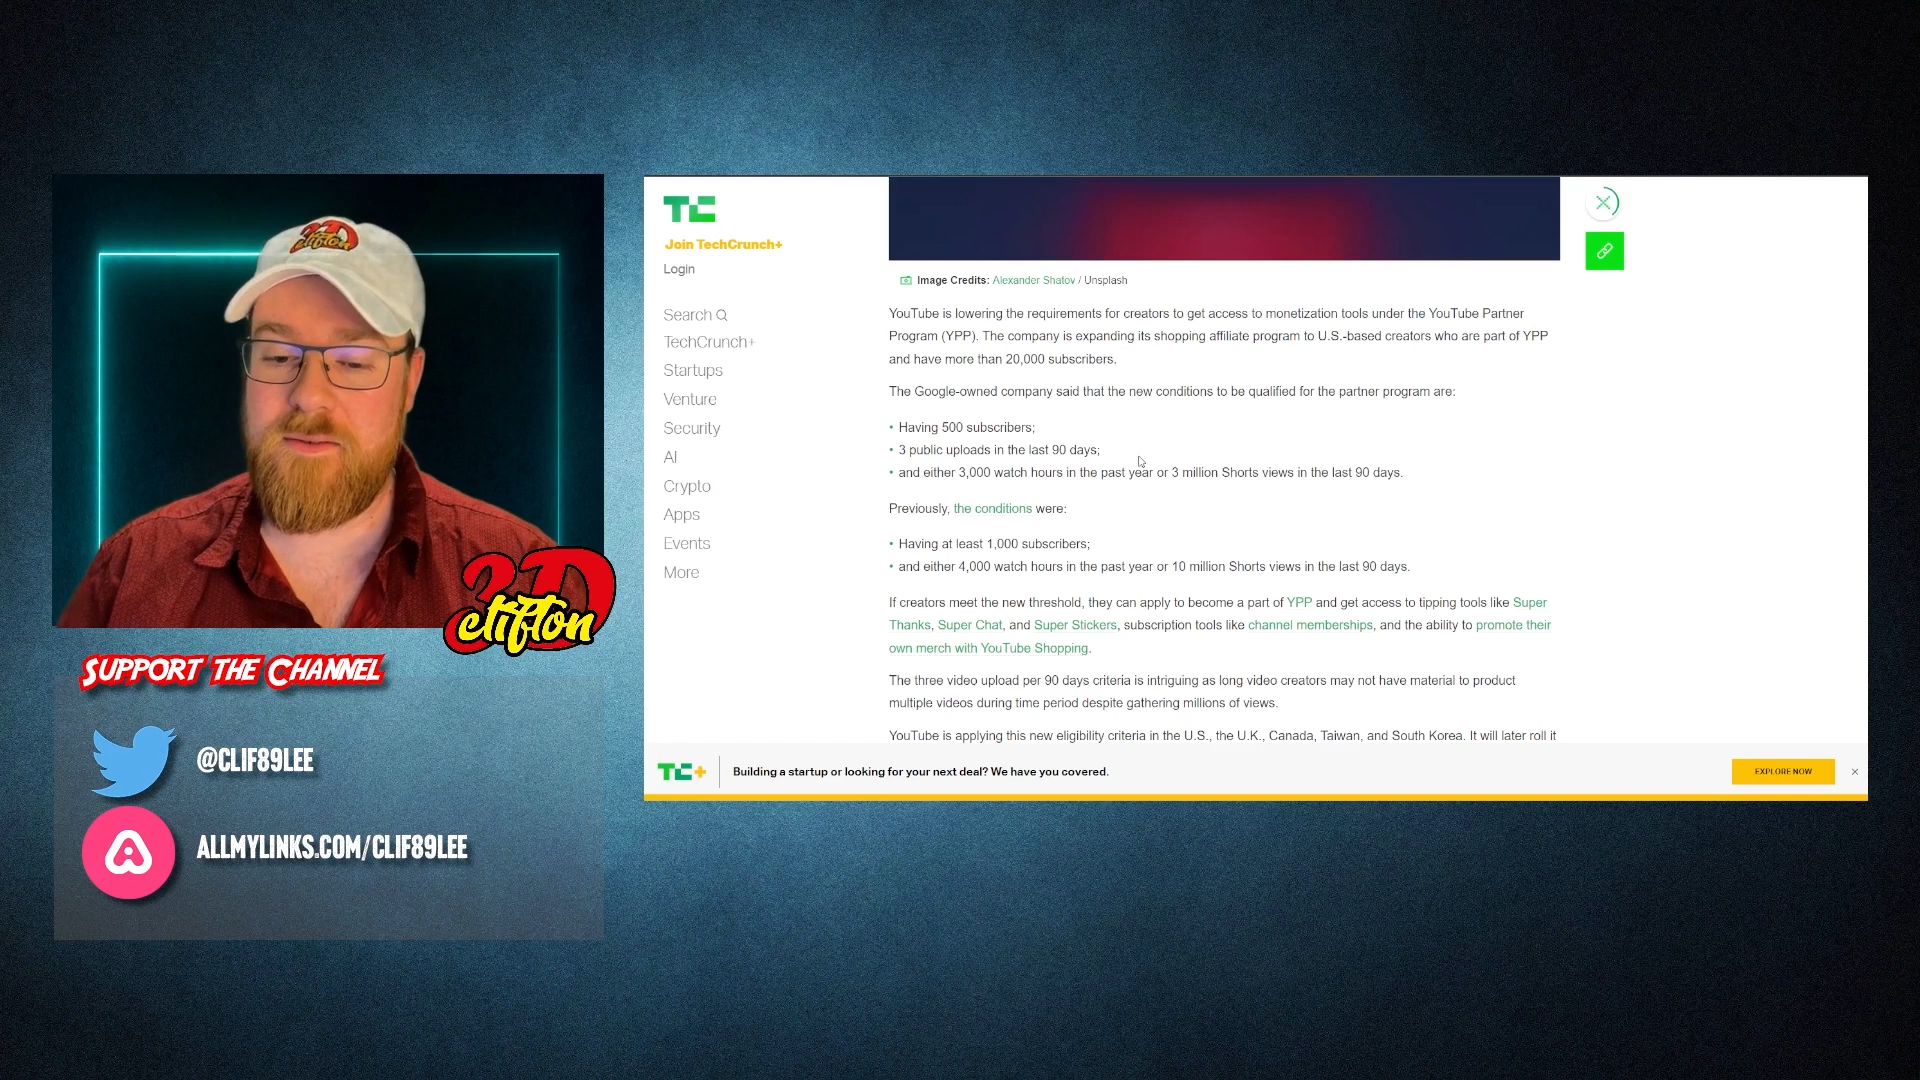 2D
clifton
2D
clifton
SUPPORT THE CHANNEL
@CLIF89LEE
ALLMYLINKS.COM/CLIF89LEE
TC
Join TechCrunch+
Login
Search
TechCrunch+
Startups
Venture
Security
AI
Crypto
Apps
Events
More
Image Credits: Alexander Shatov / Unsplash
YouTube is lowering the requirements for creators to get access to monetization tools under the YouTube Partner
Program (YPP). The company is expanding its shopping affiliate program to U.S.-based creators who are part of YPP
and have more than 20,000 subscribers.
The Google-owned company said that the new conditions to be qualified for the partner program are:
• Having 500 subscribers;
• 3 public uploads in the last 90 days;
• and either 3,000 watch hours in the past year or 3 million Shorts views in the last 90 days.
Previously, the conditions were:
• Having at least 1,000 subscribers;
• and either 4,000 watch hours in the past year or 10 million Shorts views in the last 90 days.
If creators meet the new threshold, they can apply to become a part of YPP and get access to tipping tools like Super
Thanks, Super Chat, and Super Stickers, subscription tools like channel memberships, and the ability to promote their
own merch with YouTube Shopping.
The three video upload per 90 days criteria is intriguing as long video creators may not have material to product
multiple videos during time period despite gathering millions of views.
YouTube is applying this new eligibility criteria in the U.S., the U.K., Canada, Taiwan, and South Korea. It will later roll it
TC+
Building a startup or looking for your next deal? We have you covered.
EXPLORE NOW